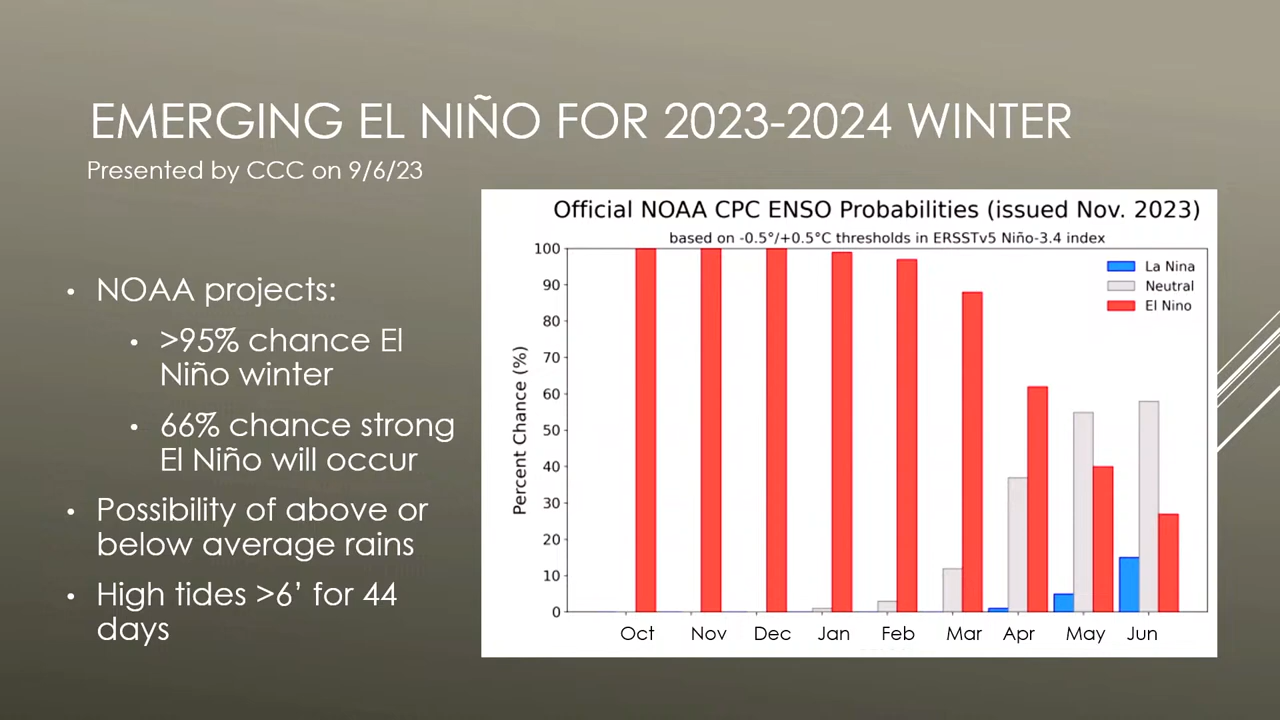 EMERGING EL NIÑO FOR 2023-2024 WINTER
Presented by CCC on 9/6/23
• NOAA projects:
• >95% chance El
Niño winter
• 66% chance strong
El Niño will occur
• Possibility of above or
below average rains
• High tides >6’ for 44
days
Official NOAA CPC ENSO Probabilities (issued Nov. 2023)
based on -0.5°/+0.5°C thresholds in ERSSTv5 Niño-3.4 index
La Nina
Neutral
El Nino
Percent Chance (%)
100
90
80
70
60
50
40
30
20
10
0
Oct Nov Dec Jan Feb Mar Apr May Jun